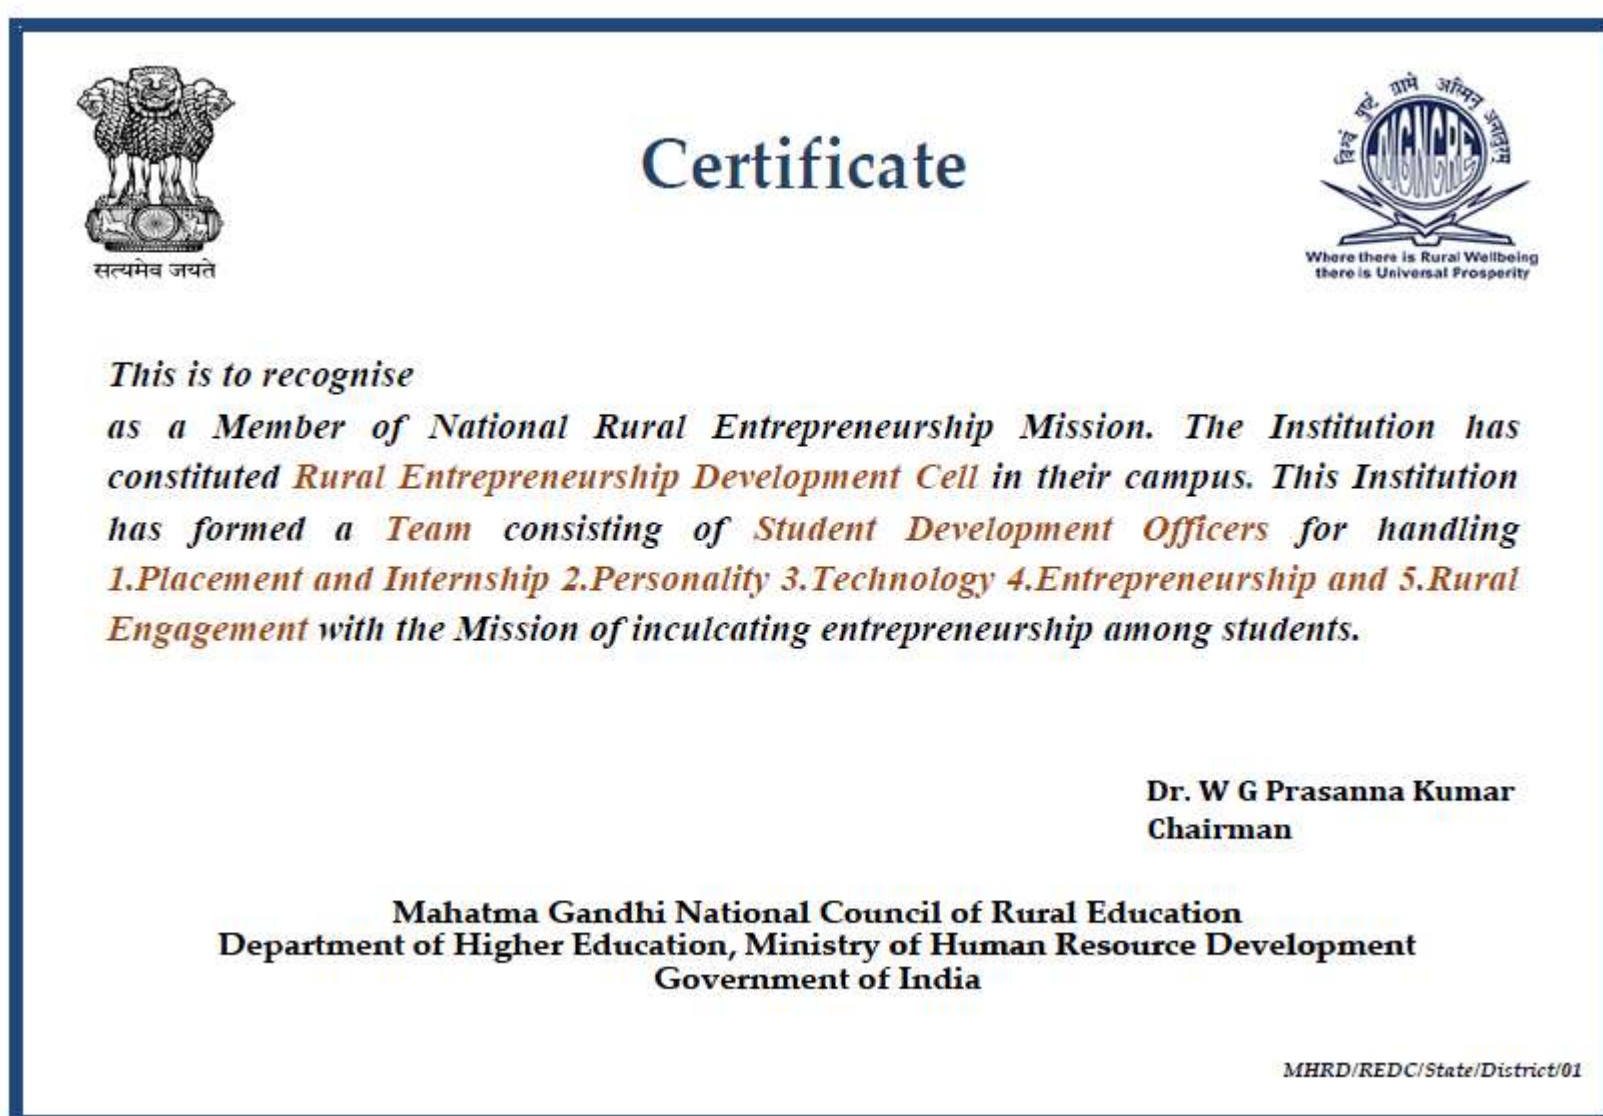 Certificate
सत्यमेव जयते
विश्वं पुष्टं ग्रामे अस्मिन् अनातुरम्
MGNCRE
Where there is Rural Wellbeing
there is Universal Prosperity
This is to recognise
as a Member of National Rural Entrepreneurship Mission. The Institution has
constituted Rural Entrepreneurship Development Cell in their campus. This Institution
has formed a Team consisting of Student Development Officers for handling
1.Placement and Internship 2.Personality 3.Technology 4.Entrepreneurship and 5.Rural
Engagement with the Mission of inculcating entrepreneurship among students.
Dr. W G Prasanna Kumar
Chairman
Mahatma Gandhi National Council of Rural Education
Department of Higher Education, Ministry of Human Resource Development
Government of India
MHRD/REDC/State/District/01